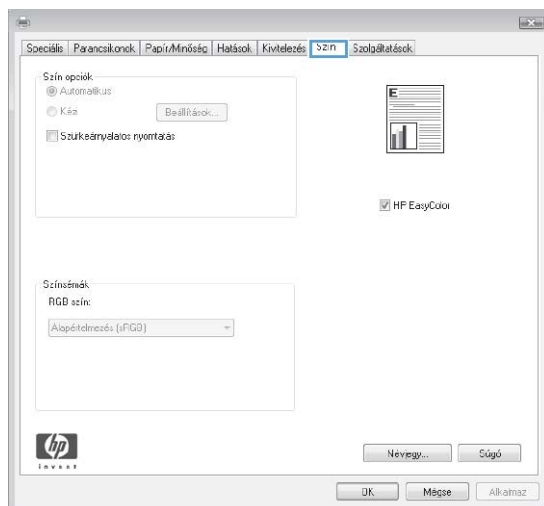 Speciális Parancsikonok Papír/Minőség Hatások Kivitelezés Szín Szolgáltatások
Szín opciók
Automatikus
Kézi Beállítások...
Szürkeárnyalatos nyomtatás
E
HP EasyColor
Színsémák
RGB szín:
Alapértelmezés (sRGB)
hp
invent
Névjegy... Súgó
OK Mégse Alkalmaz